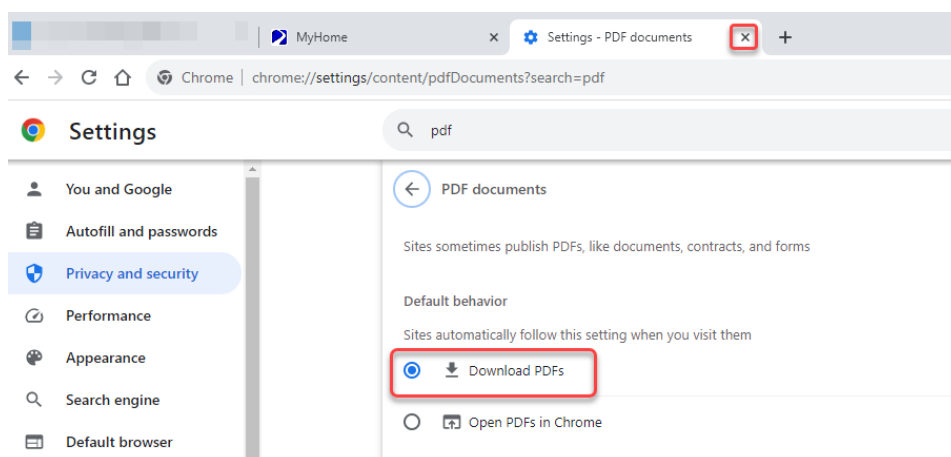 MyHome
Settings - PDF documents
Chrome | chrome://settings/content/pdfDocuments?search=pdf
Settings
pdf
You and Google
PDF documents
Autofill and passwords
Sites sometimes publish PDFs, like documents, contracts, and forms
Privacy and security
Default behavior
Performance
Sites automatically follow this setting when you visit them
Appearance
Download PDFs
Search engine
Open PDFs in Chrome
Default browser